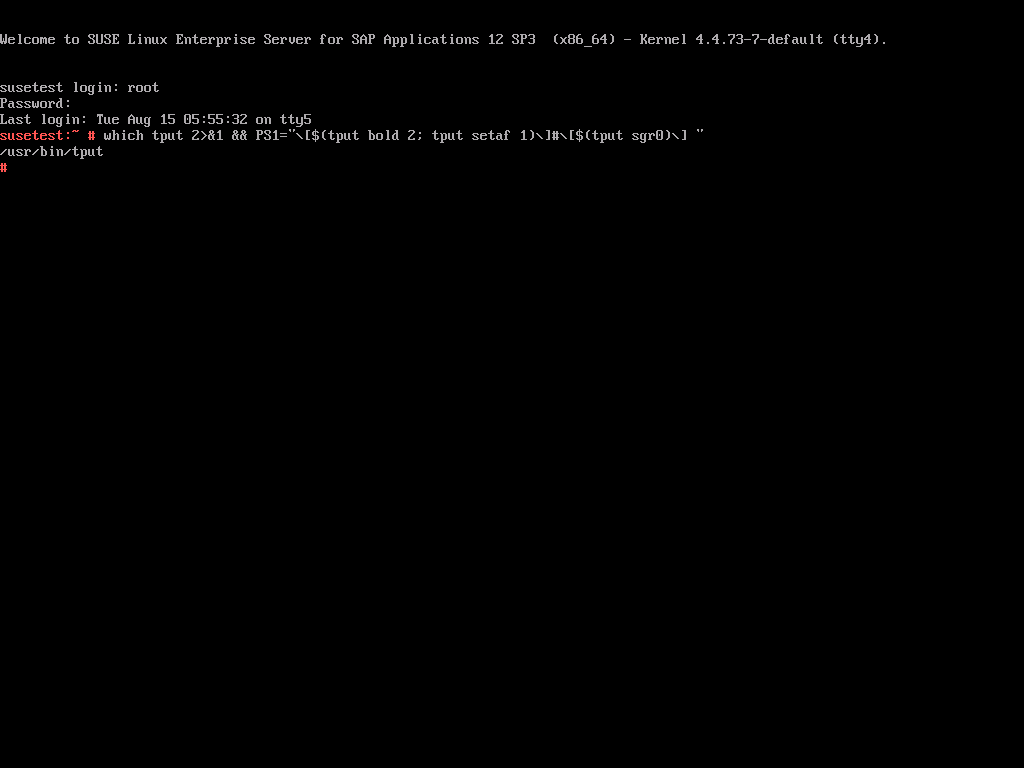 Welcome to SUSE Linux Enterprise Server for SAP Applications 12 SP3  (x86_64) - Kernel 4.4.73-7-default (tty4).
susetest login: root
Password:
Last login: Tue Aug 15 05:55:32 on tty5
susetest:~ # which tput 2>&1 && PS1="\[$(tput bold 2; tput setaf 1)\]#\[$(tput sgr0)\] "
/usr/bin/tput
#